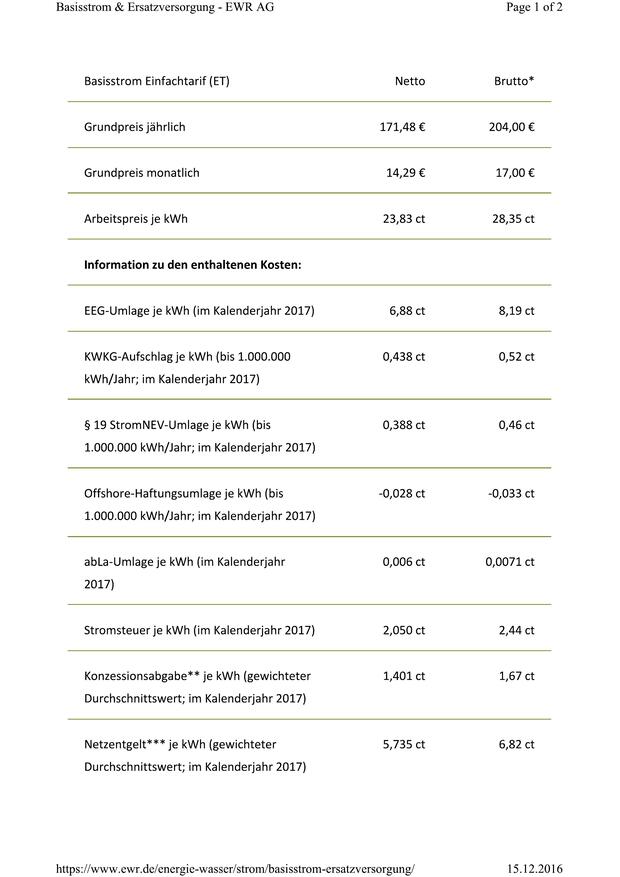 Basisstrom & Ersatzversorgung - EWR AG Page 1 of 2
Basisstrom Einfachtarif (ET) Netto Brutto*
Grundpreis jährlich 171,48 € 204,00 €
Grundpreis monatlich 14,29 € 17,00 €
Arbeitspreis je kWh 23,83 ct 28,35 ct
Information zu den enthaltenen Kosten:
EEG-Umlage je kWh (im Kalenderjahr 2017) 6,88 ct 8,19 ct
KWKG-Aufschlag je kWh (bis 1.000.000 0,438 ct 0,52 ct
kWh/Jahr; im Kalenderjahr 2017)
§ 19 StromNEV-Umlage je kWh (bis 0,388 ct 0,46 ct
1.000.000 kWh/Jahr; im Kalenderjahr 2017)
Offshore-Haftungsumlage je kWh (bis -0,028 ct -0,033 ct
1.000.000 kWh/Jahr; im Kalenderjahr 2017)
abLa-Umlage je kWh (im Kalenderjahr 0,006 ct 0,0071 ct
2017)
Stromsteuer je kWh (im Kalenderjahr 2017) 2,050 ct 2,44 ct
Konzessionsabgabe** je kWh (gewichteter 1,401 ct 1,67 ct
Durchschnittswert; im Kalenderjahr 2017)
Netzentgelt*** je kWh (gewichteter 5,735 ct 6,82 ct
Durchschnittswert; im Kalenderjahr 2017)
https://www.ewr.de/energie-wasser/strom/basisstrom-ersatzversorgung/ 15.12.2016